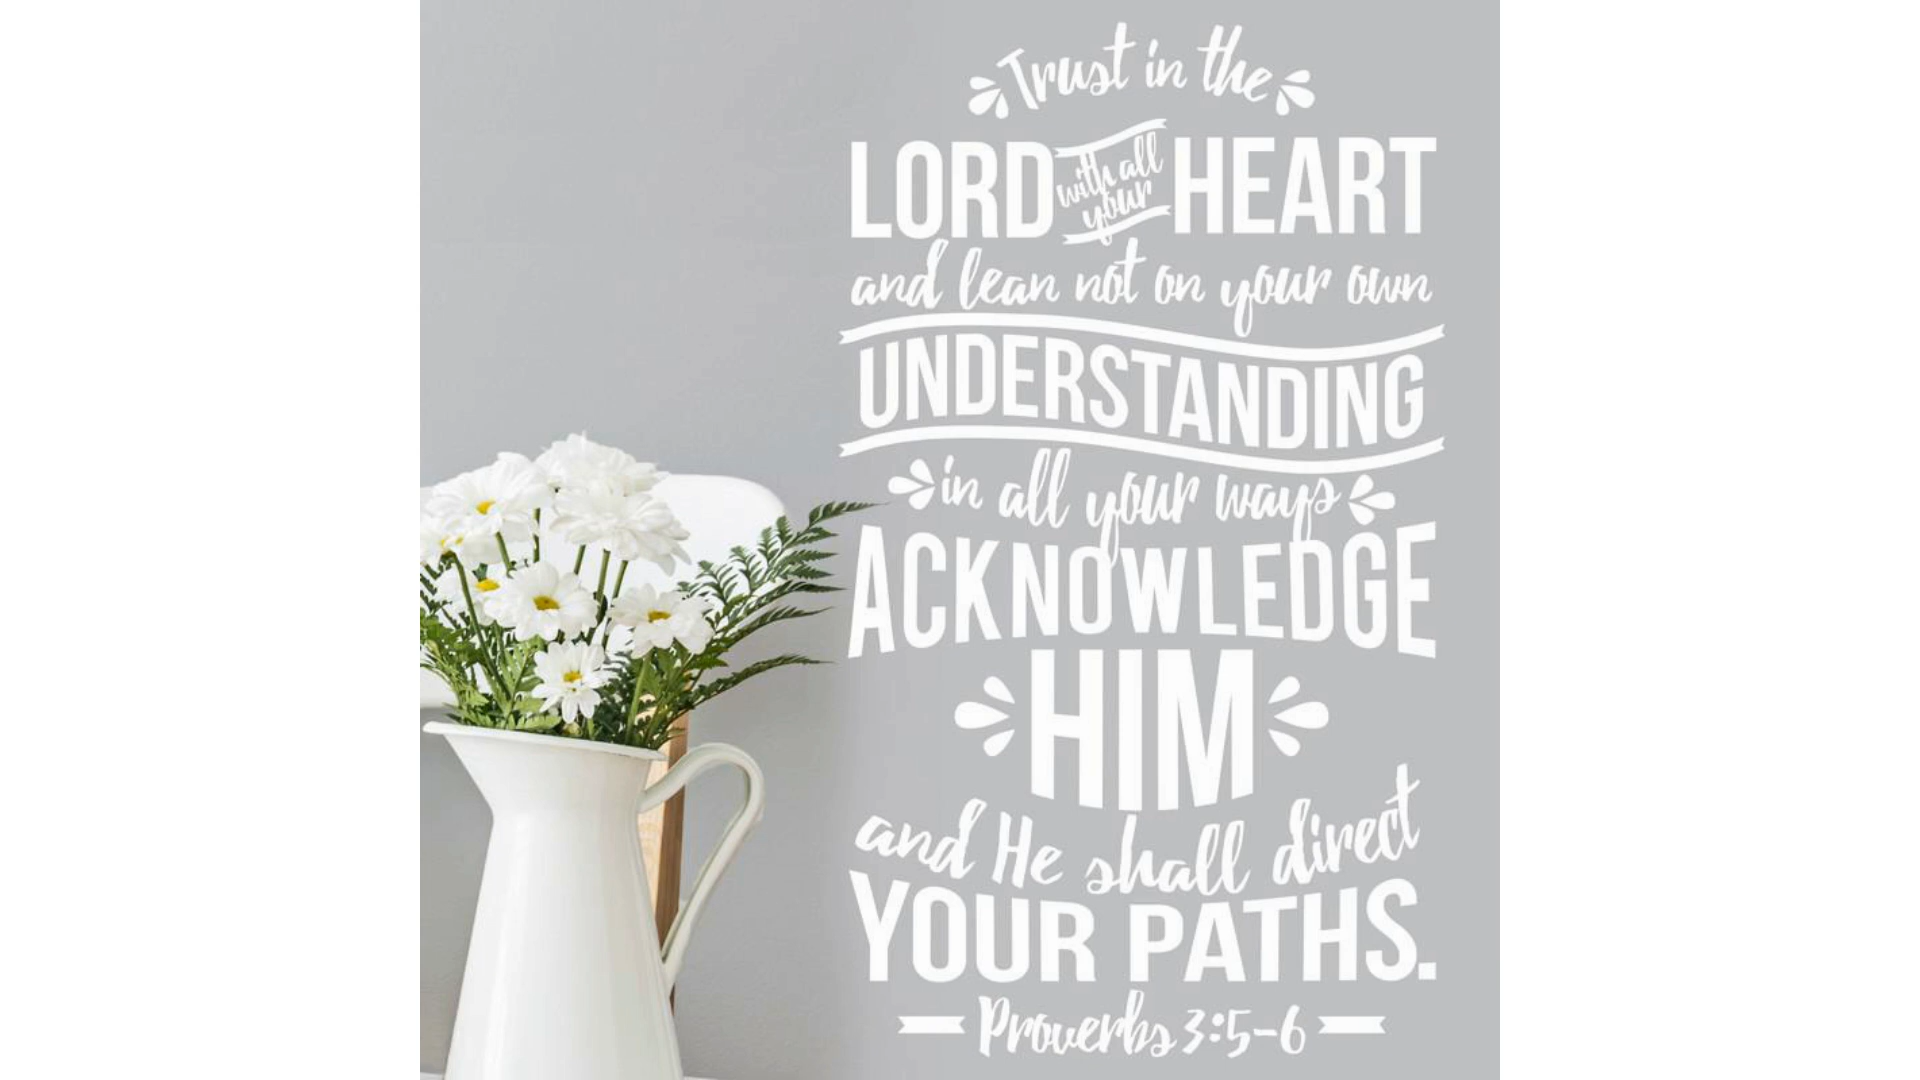 Trust in the
LORD with all your HEART
and lean not on your own
UNDERSTANDING
in all your ways
ACKNOWLEDGE
HIM
and He shall direct
YOUR PATHS.
Proverbs 3:5-6